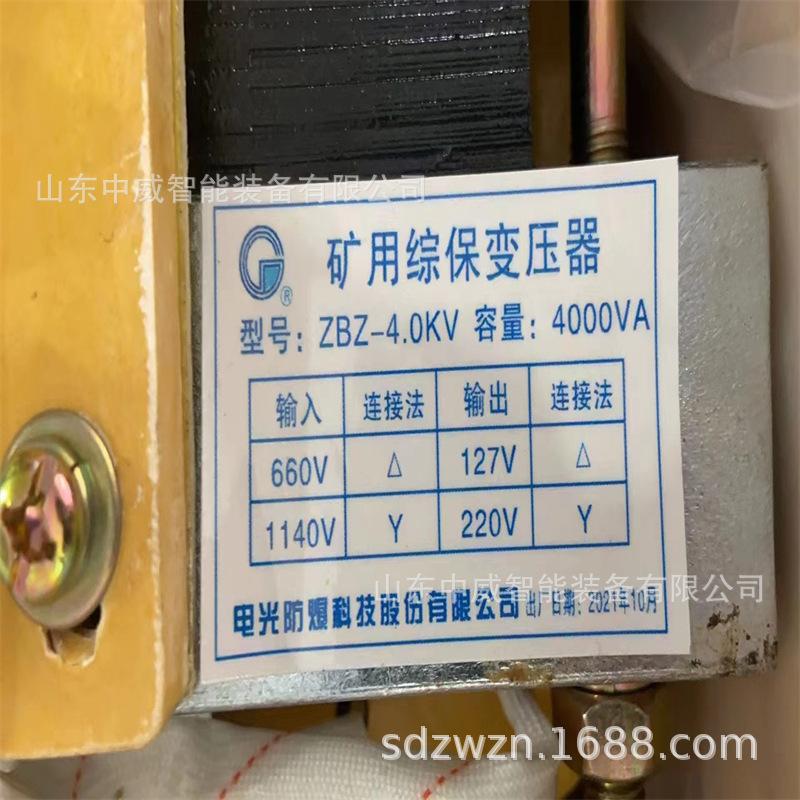 山东中威智能装备有限公司
G
®
矿用综保变压器
型号: ZBZ-4.0KV 容量: 4000VA
输入 连接法 输出 连接法
660V Δ 127V Δ
1140V Y 220V Y
山东中威智能装备有限公司
电光防爆科技股份有限公司 出厂日期: 2021年10月
sdzwzn.1688.com